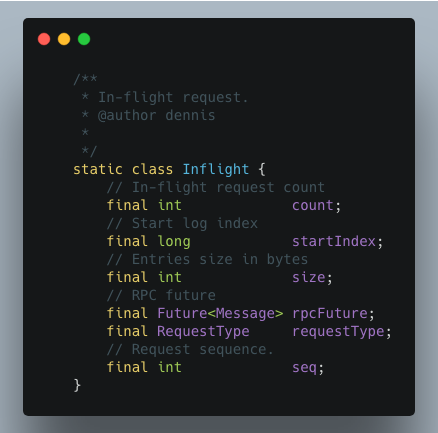 /**
 * In-flight request.
 * @author dennis
 *
 */
static class Inflight {
    // In-flight request count
    final int             count;
    // Start log index
    final long            startIndex;
    // Entries size in bytes
    final int             size;
    // RPC future
    final Future<Message> rpcFuture;
    final RequestType     requestType;
    // Request sequence.
    final int             seq;
}